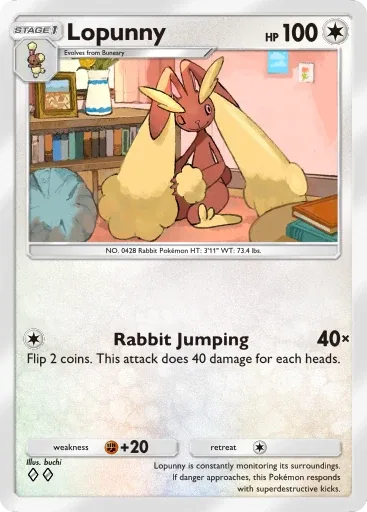 STAGE 1
Lopunny
HP 100
Evolves from Buneary
NO. 0428 Rabbit Pokémon HT: 3'11" WT: 73.4 lbs.
Rabbit Jumping 40×
Flip 2 coins. This attack does 40 damage for each heads.
weakness +20 retreat
Illus. buchi
Lopunny is constantly monitoring its surroundings.
If danger approaches, this Pokémon responds
with superdestructive kicks.